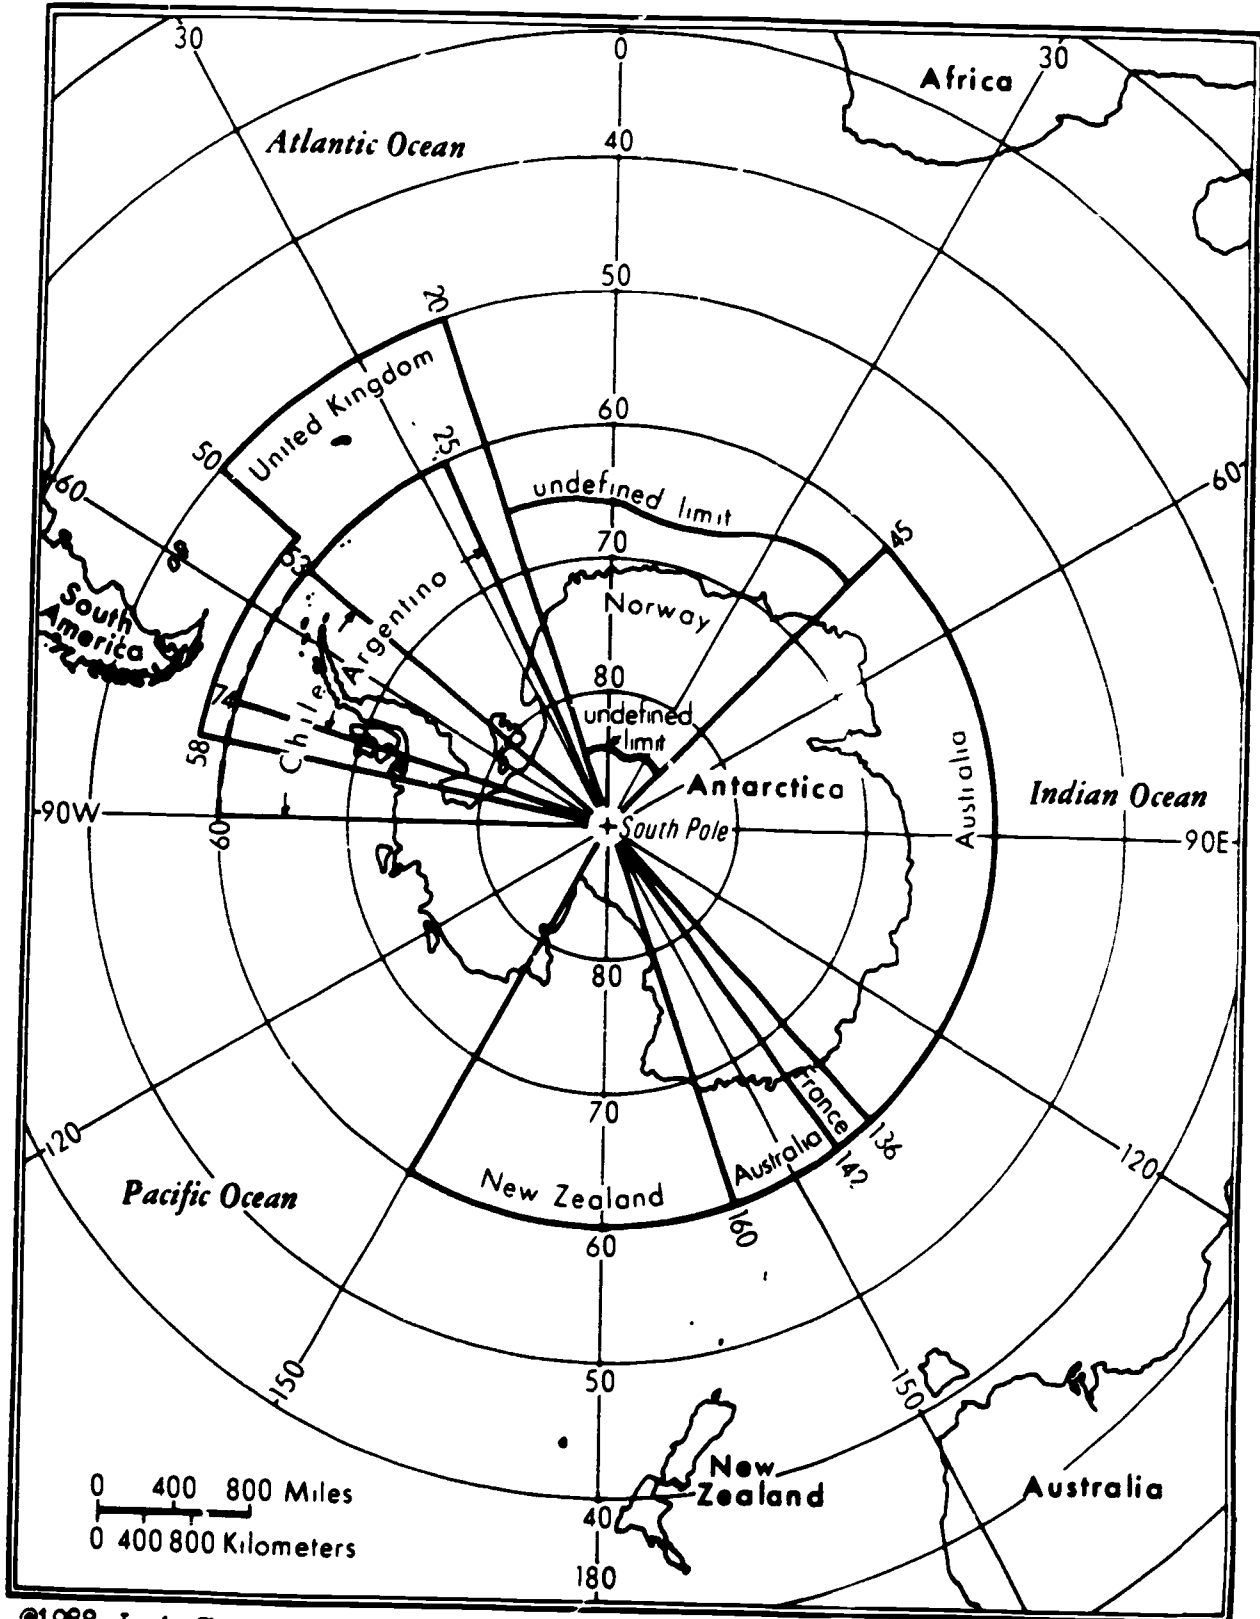 30
0
30
Africa
Atlantic Ocean
40
50
20
United Kingdom
50
60
25
60
60
undefined limit
45
53
70
South
America
Argentino
Norway
74
Chile
80
undefined
limit
58
Antarctica
Australia
Indian Ocean
90W
60
South Pole
90E
80
70
France
136
Australia
142
120
120
New Zealand
160
Pacific Ocean
60
150
50
150
New
Zealand
Australia
0 400 800 Miles
0 400 800 Kilometers
40
180